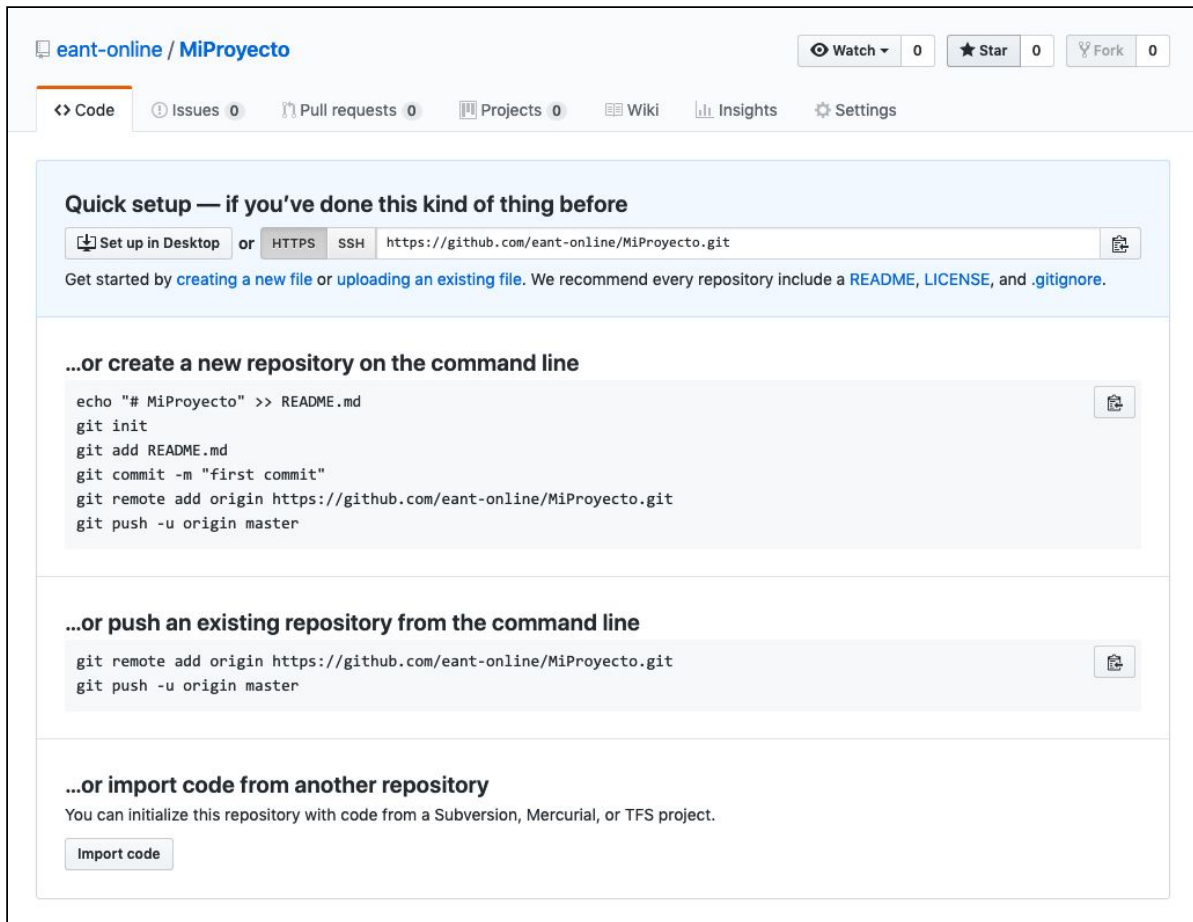 eant-online / MiProyecto
Watch 0 Star 0 Fork 0
<> Code Issues 0 Pull requests 0 Projects 0 Wiki Insights Settings
Quick setup — if you’ve done this kind of thing before
Set up in Desktop or HTTPS SSH https://github.com/eant-online/MiProyecto.git
Get started by creating a new file or uploading an existing file. We recommend every repository include a README, LICENSE, and .gitignore.
…or create a new repository on the command line
echo "# MiProyecto" >> README.md
git init
git add README.md
git commit -m "first commit"
git remote add origin https://github.com/eant-online/MiProyecto.git
git push -u origin master
…or push an existing repository from the command line
git remote add origin https://github.com/eant-online/MiProyecto.git
git push -u origin master
…or import code from another repository
You can initialize this repository with code from a Subversion, Mercurial, or TFS project.
Import code